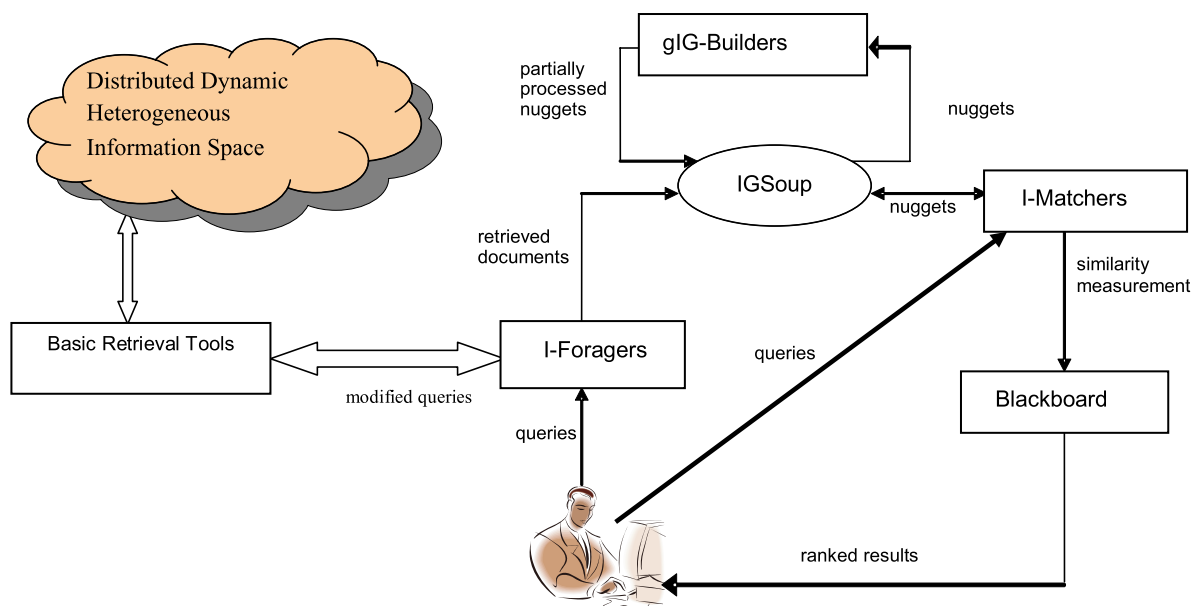 Distributed Dynamic
Heterogeneous
Information Space
gIG-Builders
partially
processed
nuggets
nuggets
IGSoup
nuggets
I-Matchers
retrieved
documents
similarity
measurement
Basic Retrieval Tools
I-Foragers
queries
modified queries
Blackboard
queries
ranked results